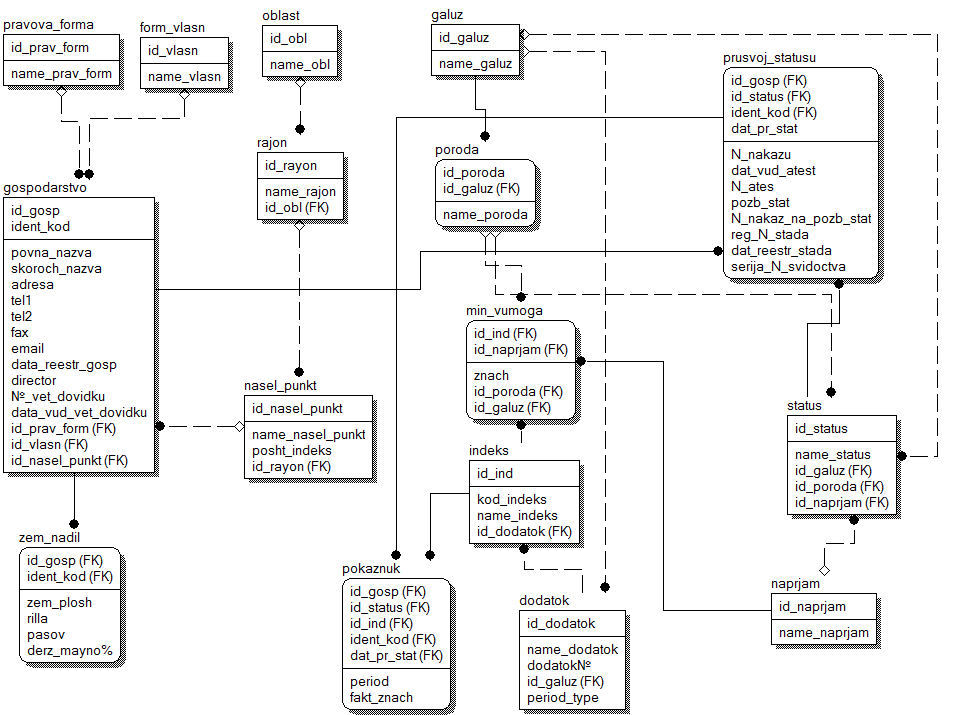 pravova_forma
id_prav_form
name_prav_form
form_vlasn
id_vlasn
name_vlasn
oblast
id_obl
name_obl
galuz
id_galuz
name_galuz
prusvoj_statusu
id_gosp (FK)
id_status (FK)
ident_kod (FK)
dat_pr_stat
N_nakazu
dat_vud_atest
N_ates
pozb_stat
N_nakaz_na_pozb_stat
reg_N_stada
dat_reestr_stada
serija_N_svidoctva
rajon
id_rayon
name_rajon
id_obl (FK)
poroda
id_poroda
id_galuz (FK)
name_poroda
gospodarstvo
id_gosp
ident_kod
povna_nazva
skoroch_nazva
adresa
tel1
tel2
fax
email
data_reestr_gosp
director
№_vet_dovidku
data_vud_vet_dovidku
id_prav_form (FK)
id_vlasn (FK)
id_nasel_punkt (FK)
min_vumoga
id_ind (FK)
id_naprjam (FK)
znach
id_poroda (FK)
id_galuz (FK)
nasel_punkt
id_nasel_punkt
name_nasel_punkt
posht_indeks
id_rayon (FK)
status
id_status
name_status
id_galuz (FK)
id_poroda (FK)
id_naprjam (FK)
indeks
id_ind
kod_indeks
name_indeks
id_dodatok (FK)
zem_nadil
id_gosp (FK)
ident_kod (FK)
zem_plosh
rilla
pasov
derz_mayno%
pokaznuk
id_gosp (FK)
id_status (FK)
id_ind (FK)
ident_kod (FK)
dat_pr_stat (FK)
period
fakt_znach
dodatok
id_dodatok
name_dodatok
dodatok№
id_galuz (FK)
period_type
naprjam
id_naprjam
name_naprjam